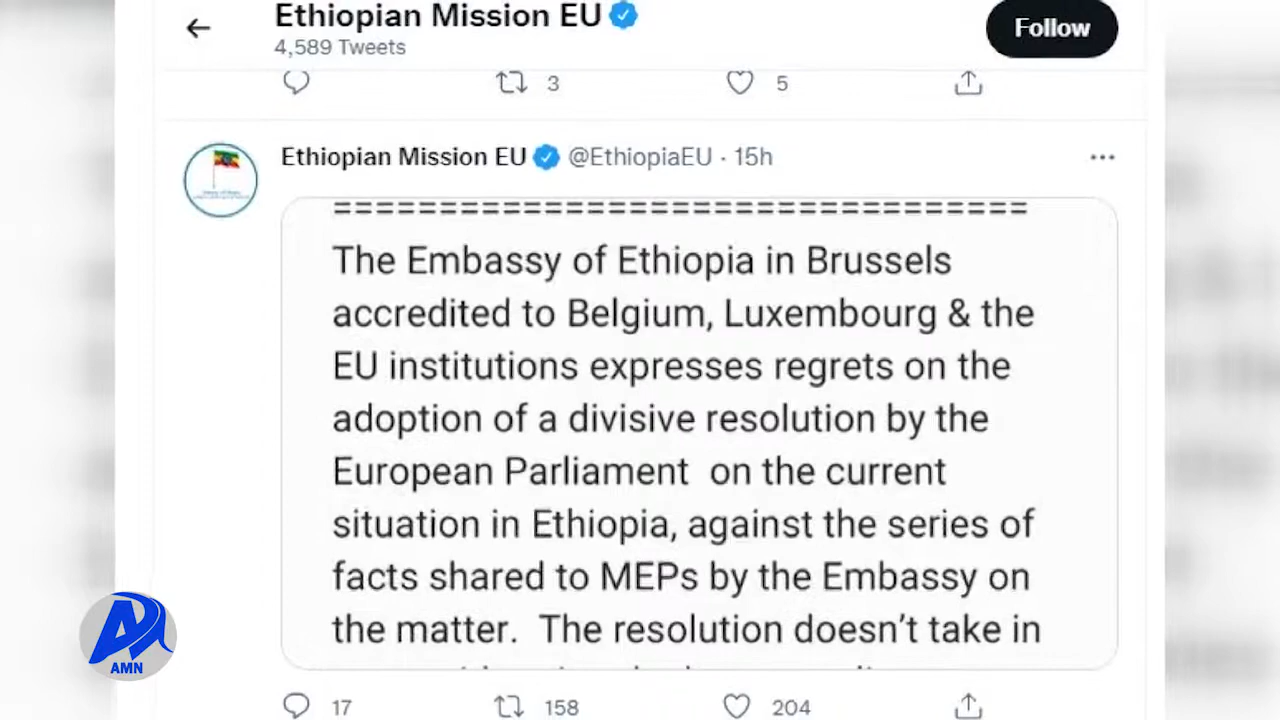 Ethiopian Mission EU
4,589 Tweets
Follow
3
5
Ethiopian Mission EU @EthiopiaEU · 15h
=================================
The Embassy of Ethiopia in Brussels
accredited to Belgium, Luxembourg & the
EU institutions expresses regrets on the
adoption of a divisive resolution by the
European Parliament on the current
situation in Ethiopia, against the series of
facts shared to MEPs by the Embassy on
the matter. The resolution doesn't take in
17
158
204
AMN